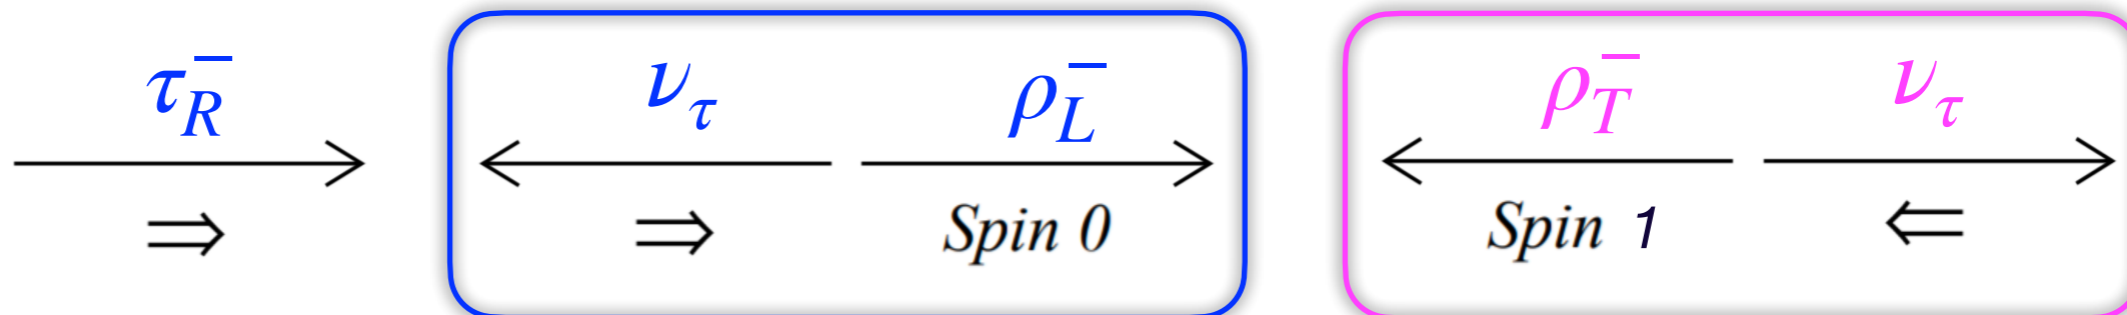 τ_R^- ν_τ ρ_L^- ρ_T^- ν_τ
⇒ ⇒ Spin 0 Spin 1 ⇐